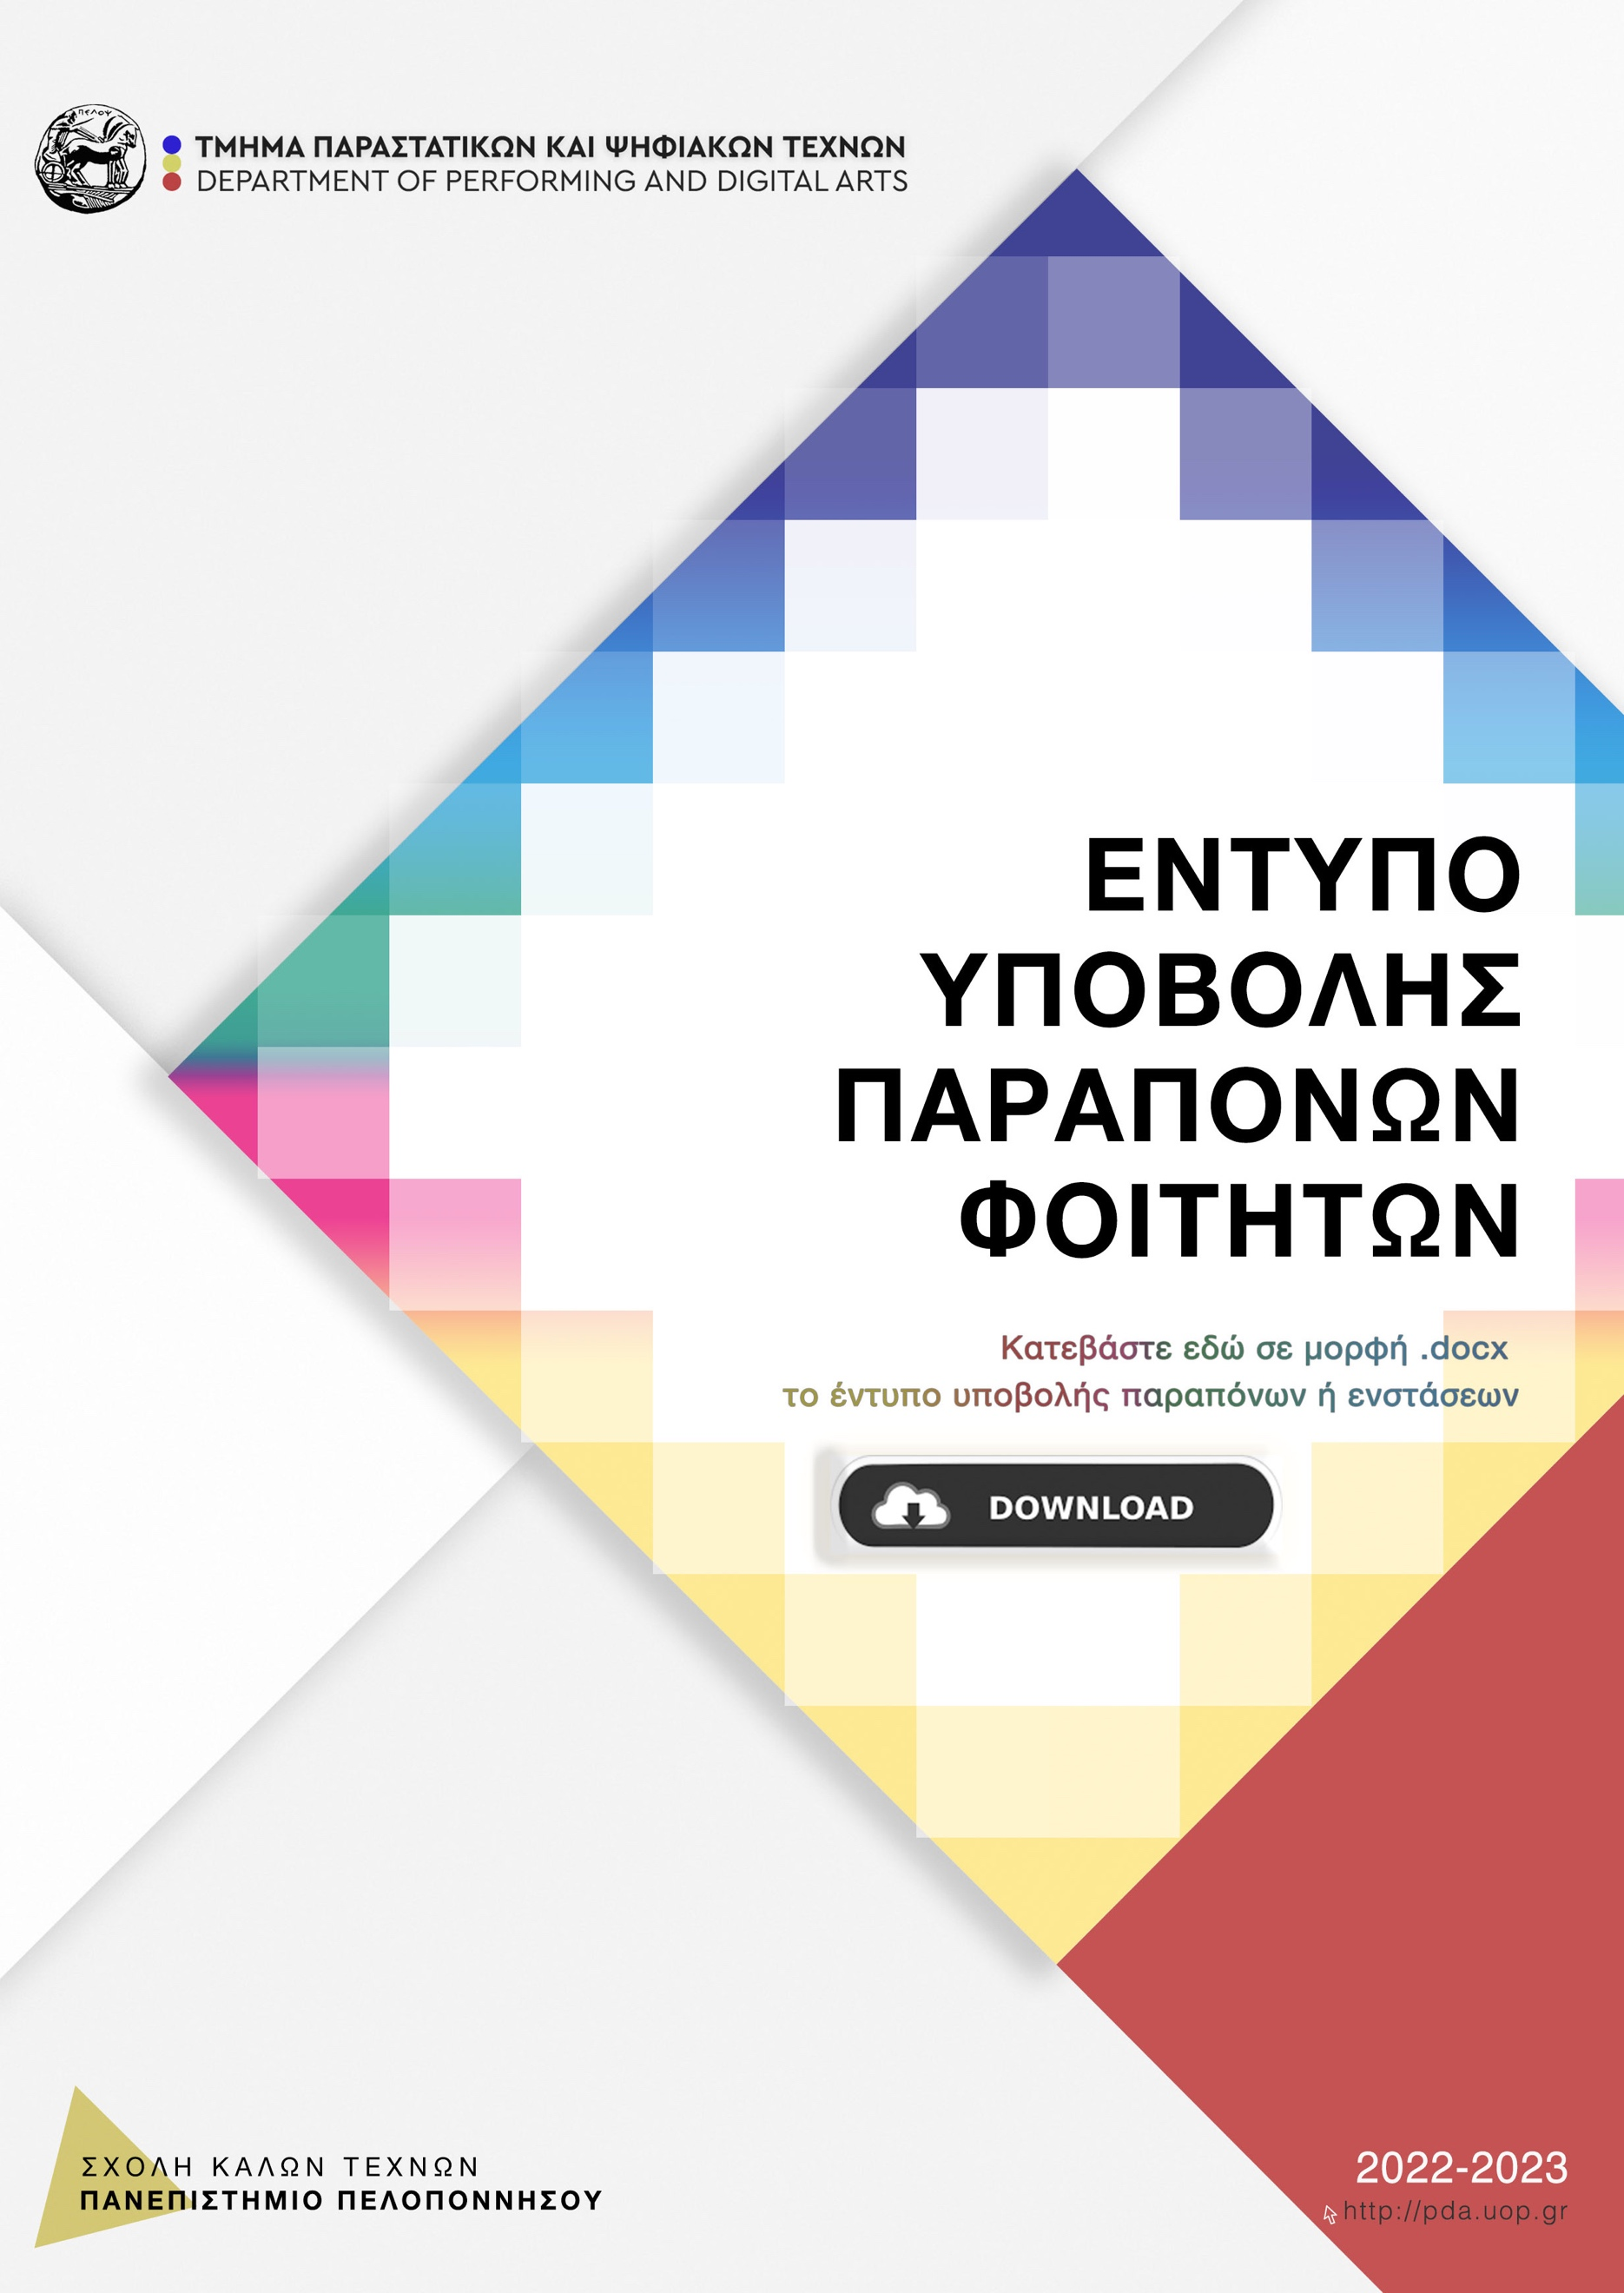 ΠΕΛΟΨ
ΤΜΗΜΑ ΠΑΡΑΣΤΑΤΙΚΩΝ ΚΑΙ ΨΗΦΙΑΚΩΝ ΤΕΧΝΩΝ
DEPARTMENT OF PERFORMING AND DIGITAL ARTS
ΕΝΤΥΠΟ
ΥΠΟΒΟΛΗΣ
ΠΑΡΑΠΟΝΩΝ
ΦΟΙΤΗΤΩΝ
Κατεβάστε εδώ σε μορφή .docx
το έντυπο υποβολής παραπόνων ή ενστάσεων
DOWNLOAD
ΣΧΟΛΗ ΚΑΛΩΝ ΤΕΧΝΩΝ
ΠΑΝΕΠΙΣΤΗΜΙΟ ΠΕΛΟΠΟΝΝΗΣΟΥ
2022-2023
http://pda.uop.gr